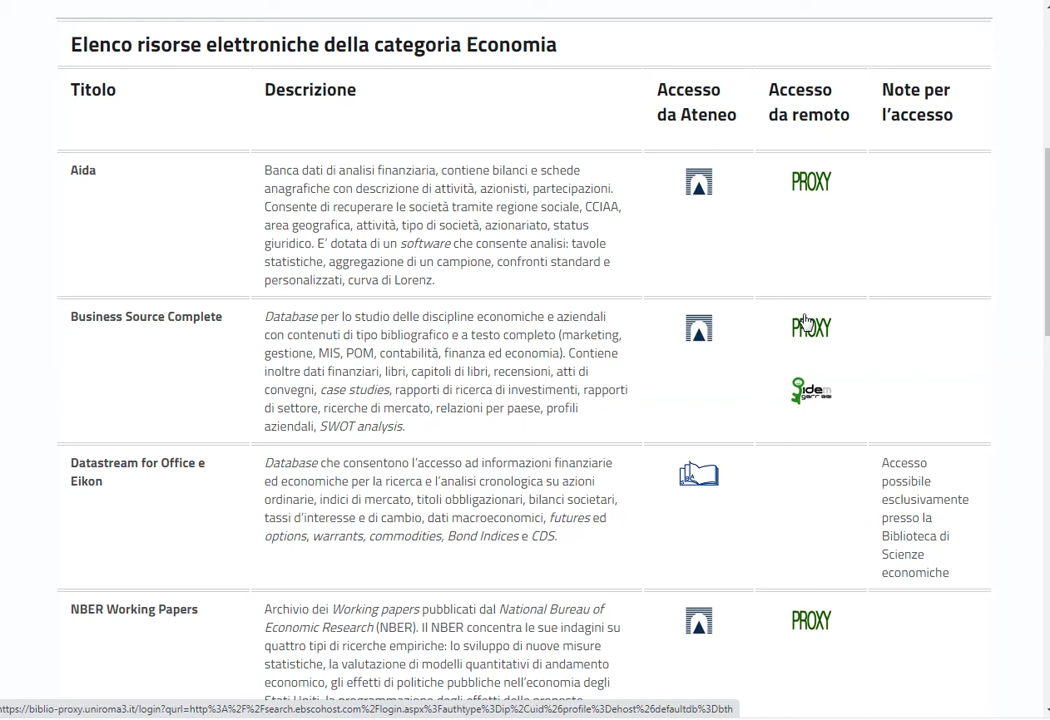 Elenco risorse elettroniche della categoria Economia
Titolo
Descrizione
Accesso
da Ateneo
Accesso
da remoto
Note per
l'accesso
Aida
Banca dati di analisi finanziaria, contiene bilanci e schede
anagrafiche con descrizione di attività, azionisti, partecipazioni.
Consente di recuperare le società tramite regione sociale, CCIAA,
area geografica, attività, tipo di società, azionariato, status
giuridico. E' dotata di un software che consente analisi: tavole
statistiche, aggregazione di un campione, confronti standard e
personalizzati, curva di Lorenz.
PROXY
Business Source Complete
Database per lo studio delle discipline economiche e aziendali
con contenuti di tipo bibliografico e a testo completo (marketing,
gestione, MIS, POM, contabilità, finanza ed economia). Contiene
inoltre dati finanziari, libri, capitoli di libri, recensioni, atti di
convegni, case studies, rapporti di ricerca di investimenti, rapporti
di settore, ricerche di mercato, relazioni per paese, profili
aziendali, SWOT analysis.
PROXY
idem
garr aai
Datastream for Office e
Eikon
Database che consentono l'accesso ad informazioni finanziarie
ed economiche per la ricerca e l'analisi cronologica su azioni
ordinarie, indici di mercato, titoli obbligazionari, bilanci societari,
tassi d'interesse e di cambio, dati macroeconomici, futures ed
options, warrants, commodities, Bond Indices e CDS.
Accesso
possibile
esclusivamente
presso la
Biblioteca di
Scienze
economiche
NBER Working Papers
Archivio dei Working papers pubblicati dal National Bureau of
Economic Research (NBER). Il NBER concentra le sue indagini su
quattro tipi di ricerche empiriche: lo sviluppo di nuove misure
statistiche, la valutazione di modelli quantitativi di andamento
economico, gli effetti di politiche pubbliche nell'economia degli
Stati Uniti, la programmazione degli effetti delle proposte
PROXY
https://biblio-proxy.uniroma3.it/login?qurl=http%3A%2F%2Fsearch.ebscohost.com%2Flogin.aspx%3Fauthtype%3Dip%2Cuid%26profile%3Dehost%26defaultdb%3Dbth